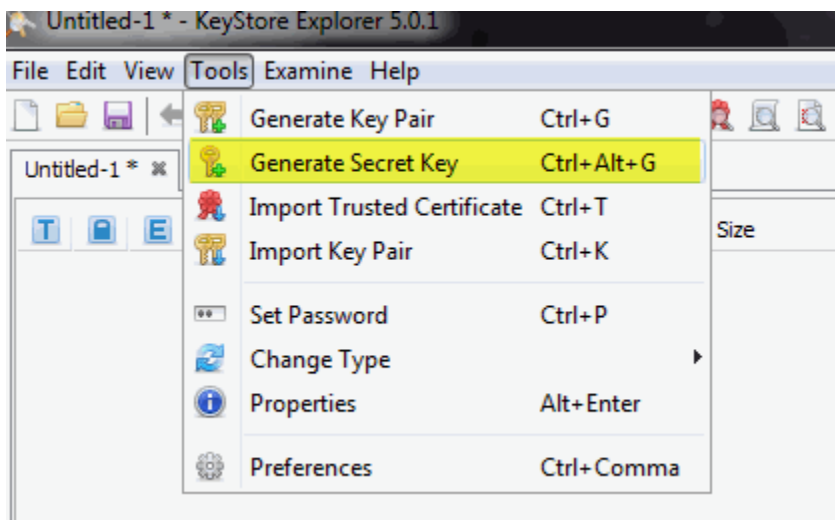 Untitled-1 * - KeyStore Explorer 5.0.1
File Edit View Tools Examine Help
Untitled-1 *
T E Size
Generate Key Pair Ctrl+G
Generate Secret Key Ctrl+Alt+G
Import Trusted Certificate Ctrl+T
Import Key Pair Ctrl+K
Set Password Ctrl+P
Change Type
Properties Alt+Enter
Preferences Ctrl+Comma